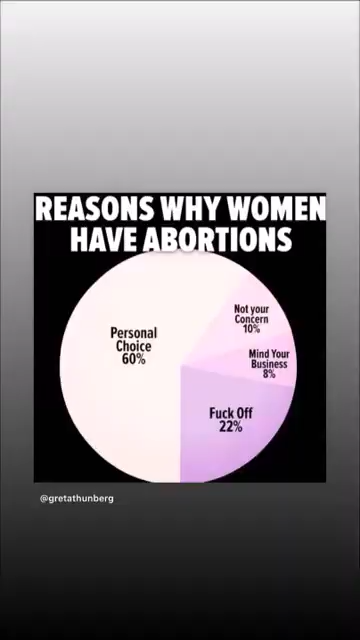 REASONS WHY WOMEN
HAVE ABORTIONS
Personal
Choice
60%
Not your
Concern
10%
Mind Your
Business
8%
Fuck Off
22%
@gretathunberg